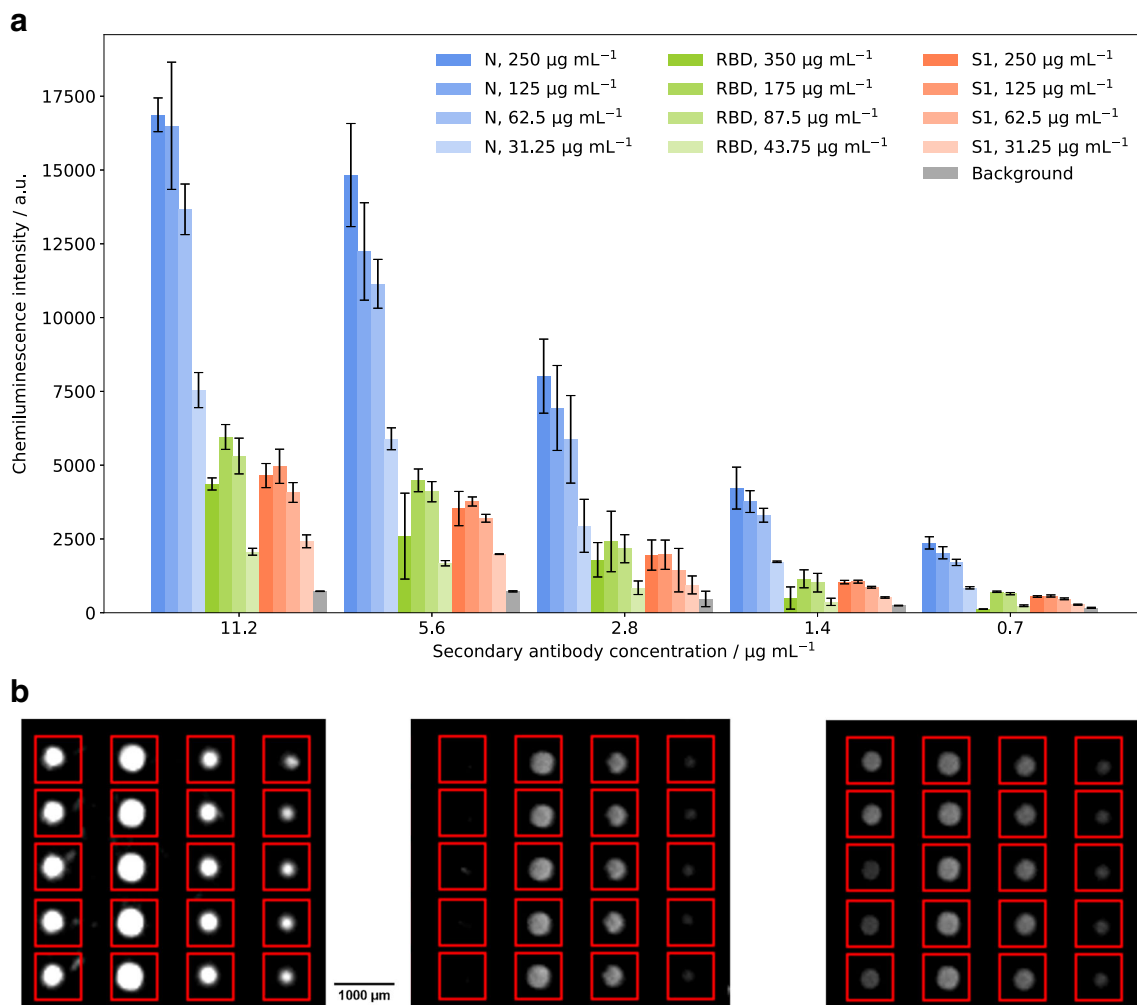 a
N, 250 µg mL⁻¹ RBD, 350 µg mL⁻¹ S1, 250 µg mL⁻¹
N, 125 µg mL⁻¹ RBD, 175 µg mL⁻¹ S1, 125 µg mL⁻¹
N, 62.5 µg mL⁻¹ RBD, 87.5 µg mL⁻¹ S1, 62.5 µg mL⁻¹
N, 31.25 µg mL⁻¹ RBD, 43.75 µg mL⁻¹ S1, 31.25 µg mL⁻¹
Background
Chemiluminescence intensity / a.u.
17500
15000
12500
10000
7500
5000
2500
0
11.2 5.6 2.8 1.4 0.7
Secondary antibody concentration / µg mL⁻¹
b
1000 µm